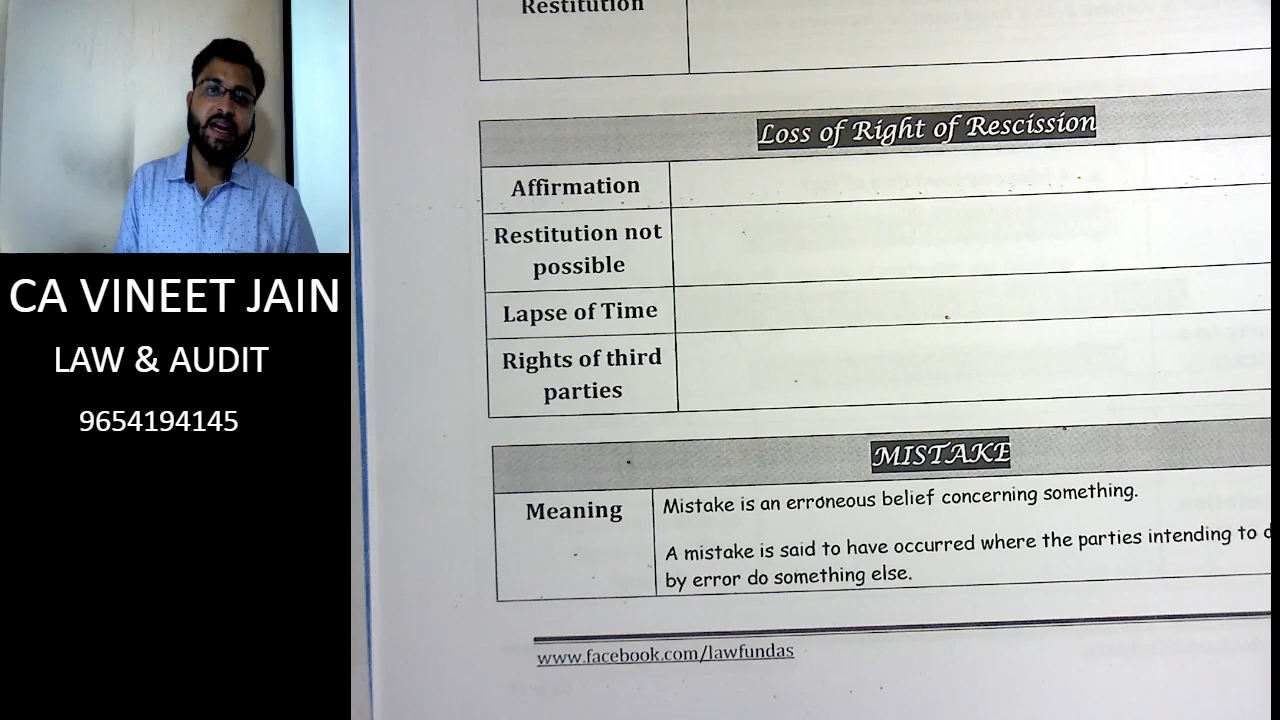 CA VINEET JAIN
LAW & AUDIT
9654194145
Restitution
Loss of Right of Rescission
Affirmation
Restitution not
possible
Lapse of Time
Rights of third
parties
MISTAKE
Meaning
Mistake is an erroneous belief concerning something.
A mistake is said to have occurred where the parties intending to
by error do something else.
www.facebook.com/lawfundas